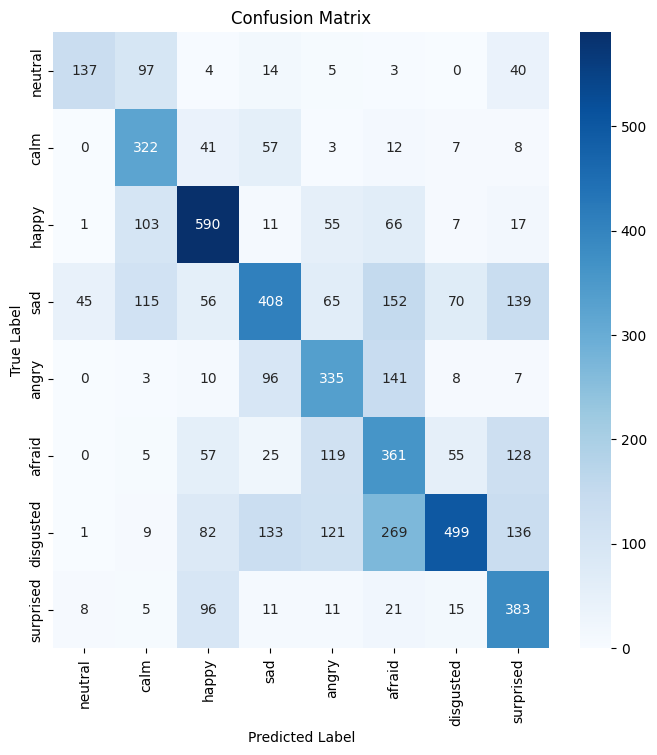 Confusion Matrix
True Label
neutral 137 97 4 14 5 3 0 40
calm 0 322 41 57 3 12 7 8
happy 1 103 590 11 55 66 7 17
sad 45 115 56 408 65 152 70 139
angry 0 3 10 96 335 141 8 7
afraid 0 5 57 25 119 361 55 128
disgusted 1 9 82 133 121 269 499 136
surprised 8 5 96 11 11 21 15 383
neutral calm happy sad angry afraid disgusted surprised
Predicted Label
500
400
300
200
100
0